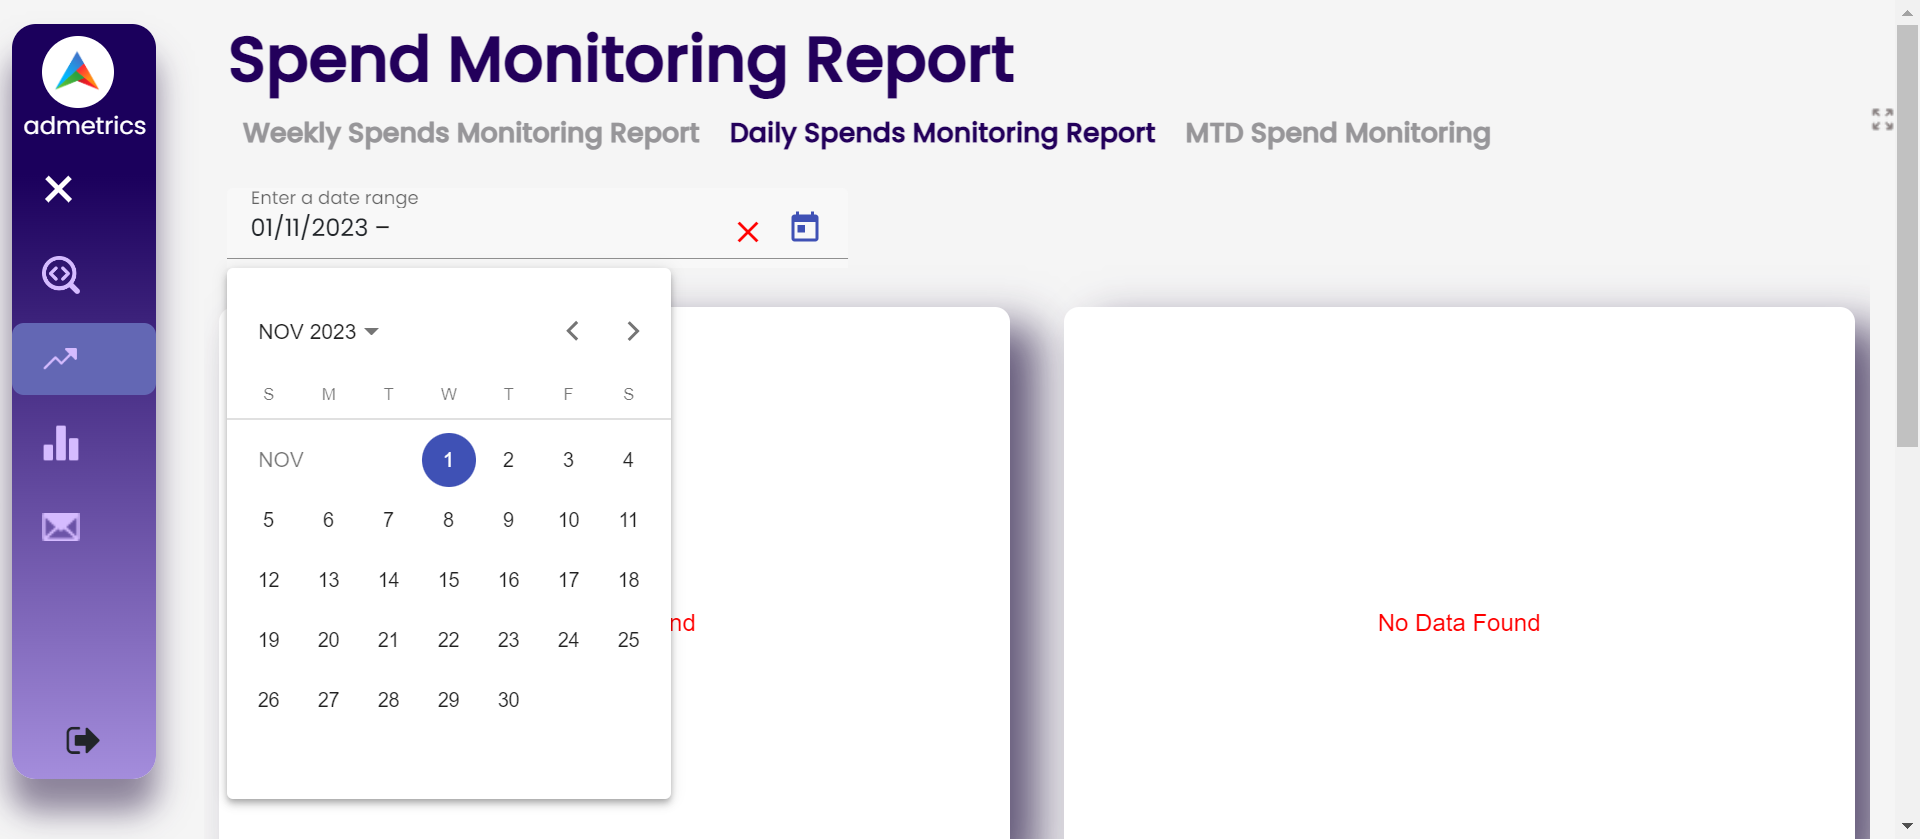 admetrics
Spend Monitoring Report
Weekly Spends Monitoring Report Daily Spends Monitoring Report MTD Spend Monitoring
Enter a date range
01/11/2023 –
NOV 2023
S M T W T F S
NOV 1 2 3 4
5 6 7 8 9 10 11
12 13 14 15 16 17 18
19 20 21 22 23 24 25
26 27 28 29 30
nd
No Data Found